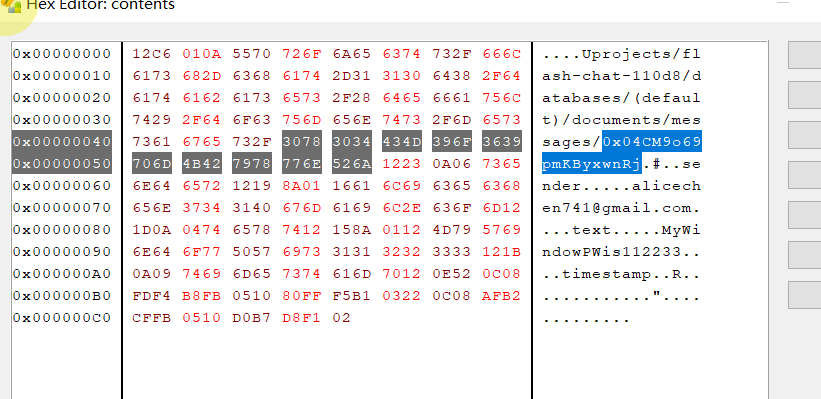 Hex Editor: contents
0x00000000 12C6 010A 5570 726F 6A65 6374 732F 666C ....Uprojects/fl
0x00000010 6173 682D 6368 6174 2D31 3130 6438 2F64 ash-chat-110d8/d
0x00000020 6174 6162 6173 6573 2F28 6465 6661 756C atabases/(defaul
0x00000030 7429 2F64 6F63 756D 656E 7473 2F6D 6573 t)/documents/mes
0x00000040 7361 6765 732F 3078 3034 434D 396F 3639 sages/0x04CM9o69
0x00000050 706D 4B42 7978 776E 526A 1223 0A06 7365 pmKByxwnRj.#..se
0x00000060 6E64 6572 1219 8A01 1661 6C69 6365 6368 nder.....alicech
0x00000070 656E 3734 3140 676D 6169 6C2E 636F 6D12 en741@gmail.com.
0x00000080 1D0A 0474 6578 7412 158A 0112 4D79 5769 ...text.....MyWi
0x00000090 6E64 6F77 5057 6973 3131 3232 3333 121B ndowPWis112233..
0x000000A0 0A09 7469 6D65 7374 616D 7012 0E52 0C08 ..timestamp..R..
0x000000B0 FDF4 B8FB 0510 80FF F5B1 0322 0C08 AFB2 ..........."....
0x000000C0 CFFB 0510 D0B7 D8F1 02 .........